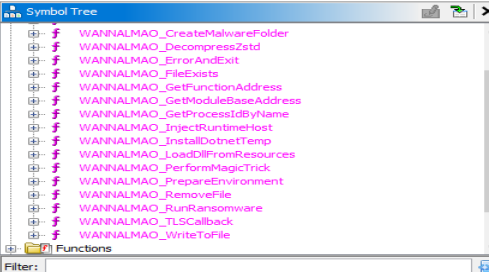 Symbol Tree
f WANNALMAO_CreateMalwareFolder
f WANNALMAO_DecompressZstd
f WANNALMAO_ErrorAndExit
f WANNALMAO_FileExists
f WANNALMAO_GetFunctionAddress
f WANNALMAO_GetModuleBaseAddress
f WANNALMAO_GetProcessIdByName
f WANNALMAO_InjectRuntimeHost
f WANNALMAO_InstallDotnetTemp
f WANNALMAO_LoadDllFromResources
f WANNALMAO_PerformMagicTrick
f WANNALMAO_PrepareEnvironment
f WANNALMAO_RemoveFile
f WANNALMAO_RunRansomware
f WANNALMAO_TLSCallback
f WANNALMAO_WriteToFile
f Functions
Filter: